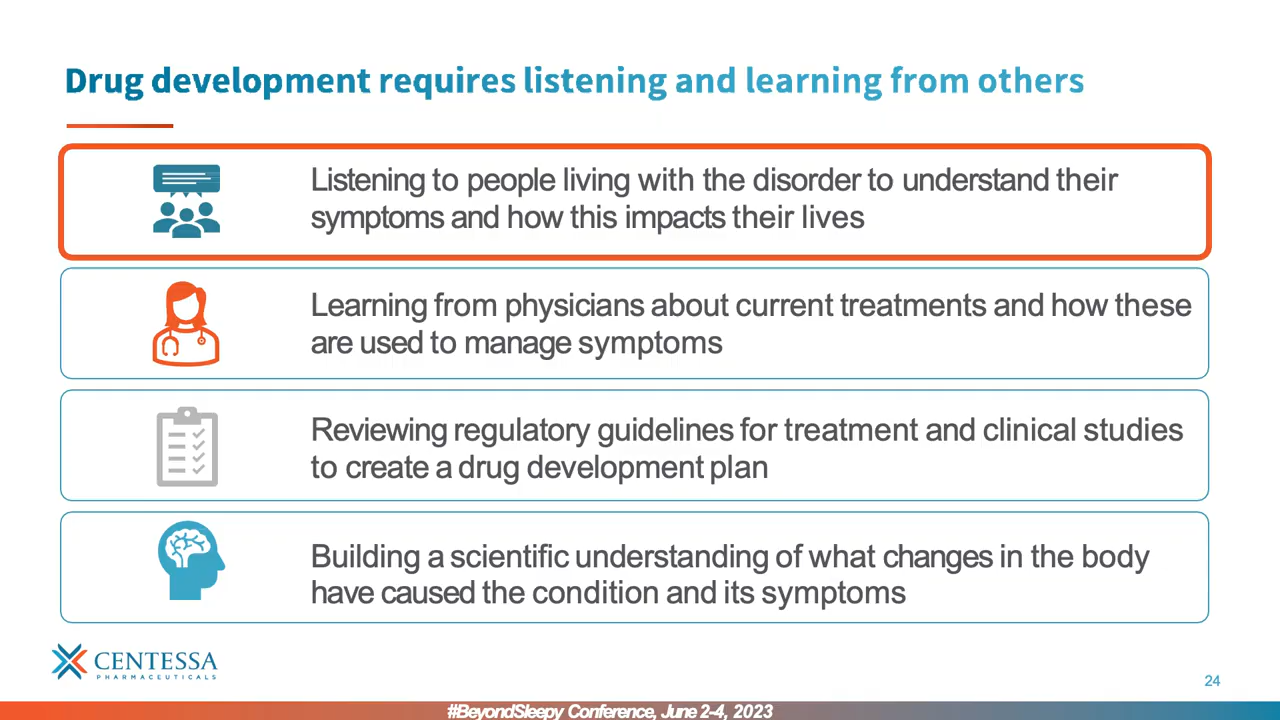 Drug development requires listening and learning from others
Listening to people living with the disorder to understand their
symptoms and how this impacts their lives
Learning from physicians about current treatments and how these
are used to manage symptoms
Reviewing regulatory guidelines for treatment and clinical studies
to create a drug development plan
Building a scientific understanding of what changes in the body
have caused the condition and its symptoms
CENTESSA
PHARMACEUTICALS
24
#BeyondSleepy Conference, June 2-4, 2023